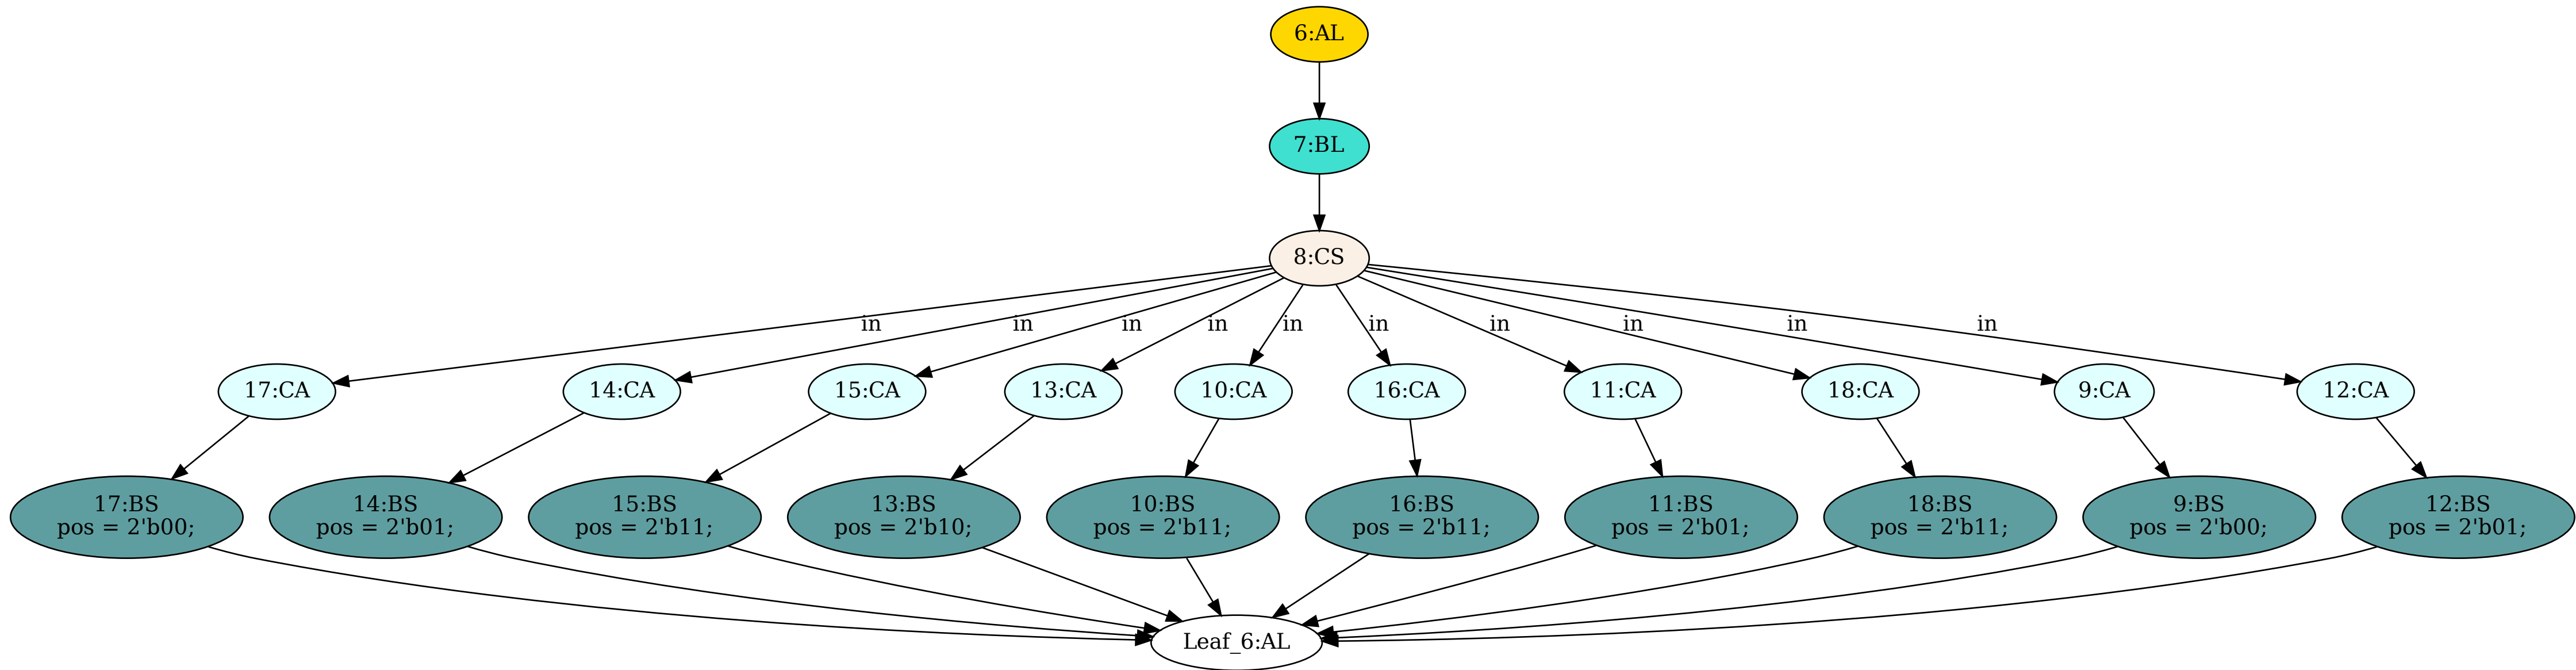 6:AL
7:BL
8:CS
in in in in in in in in in in
17:CA 14:CA 15:CA 13:CA 10:CA 16:CA 11:CA 18:CA 9:CA 12:CA
17:BS 14:BS 15:BS 13:BS 10:BS 16:BS 11:BS 18:BS 9:BS 12:BS
pos = 2'b00; pos = 2'b01; pos = 2'b11; pos = 2'b10; pos = 2'b11; pos = 2'b11; pos = 2'b01; pos = 2'b11; pos = 2'b00; pos = 2'b01;
Leaf_6:AL